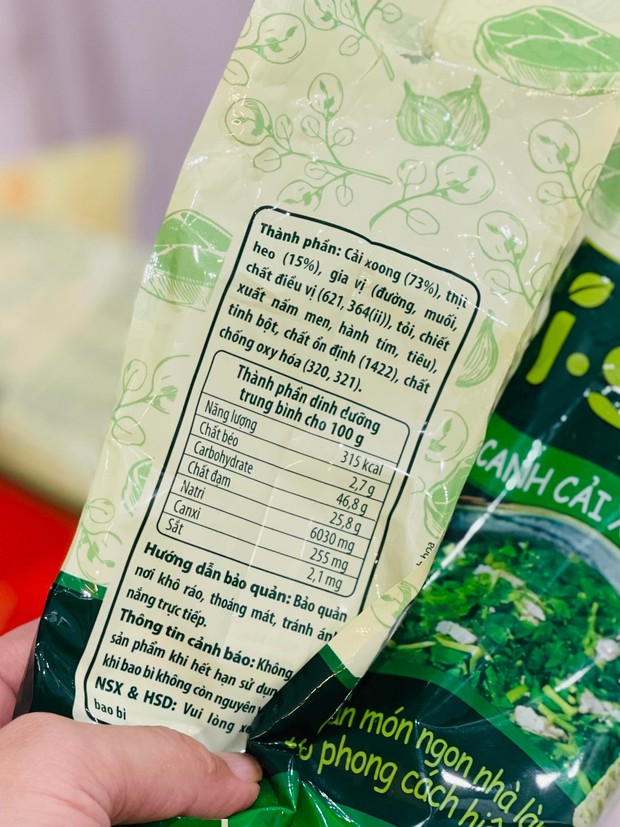 Thành phần: Cải xoong (73%), thịt
heo (15%), gia vị (đường, muối,
chất điều vị (621, 364(ii)), tỏi, chiết
xuất nấm men, hành tím, tiêu),
tinh bột, chất ổn định (1422), chất
chống oxy hóa (320, 321).
Thành phần dinh dưỡng
trung bình cho 100 g
Năng lượng 315 kcal
Chất béo 2,7 g
Carbohydrate 46,8 g
Chất đạm 25,8 g
Natri 6030 mg
Canxi 255 mg
Sắt 2,1 mg
Hướng dẫn bảo quản: Bảo quản
nơi khô ráo, thoáng mát, tránh
nắng trực tiếp.
Thông tin cảnh báo: Không
sản phẩm khi hết hạn sử
khi bao bì không còn nguyên
NSX & HSD: Vui lòng
bao bì
CANH CẢI
món ngon nhà
phong cách